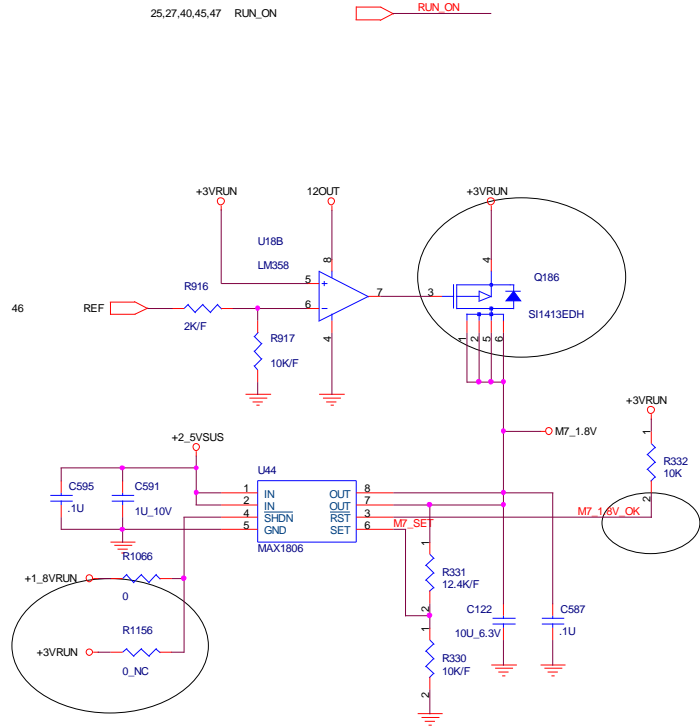 25,27,40,45,47 RUN_ON RUN_ON
+3VRUN 12OUT +3VRUN
U18B
LM358
8
4
Q186
R916
5 +
7
3
SI1413EDH
46 REF
6 -
2K/F
R917
10K/F
4
1 2 5 6
+3VRUN
M7_1.8V
+2_5VSUS
1
R332
10K
2
C595
.1U
C591
1U_10V
U44
1 IN OUT 8
2 IN OUT 7
4 SHDN RST 3 M7_1.8V_OK
5 GND SET 6 M7_SET
MAX1806
R1066
+1_8VRUN
0
1
R331
12.4K/F
2
R1156
+3VRUN
0_NC
1
R330
10K/F
2
C122
10U_6.3V
C587
.1U